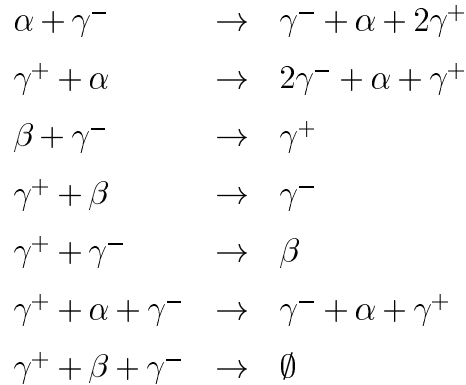 α + γ⁻ → γ⁻ + α + 2γ⁺
γ⁺ + α → 2γ⁻ + α + γ⁺
β + γ⁻ → γ⁺
γ⁺ + β → γ⁻
γ⁺ + γ⁻ → β
γ⁺ + α + γ⁻ → γ⁻ + α + γ⁺
γ⁺ + β + γ⁻ → ∅